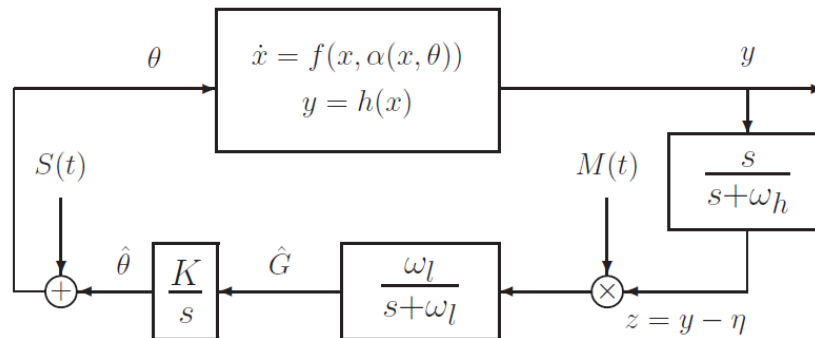 θ
ẋ = f(x, α(x, θ))
y = h(x)
y
S(t)
M(t)
s
s+ω_h
θ̂
K
s
Ĝ
ω_l
s+ω_l
+
×
z = y − η